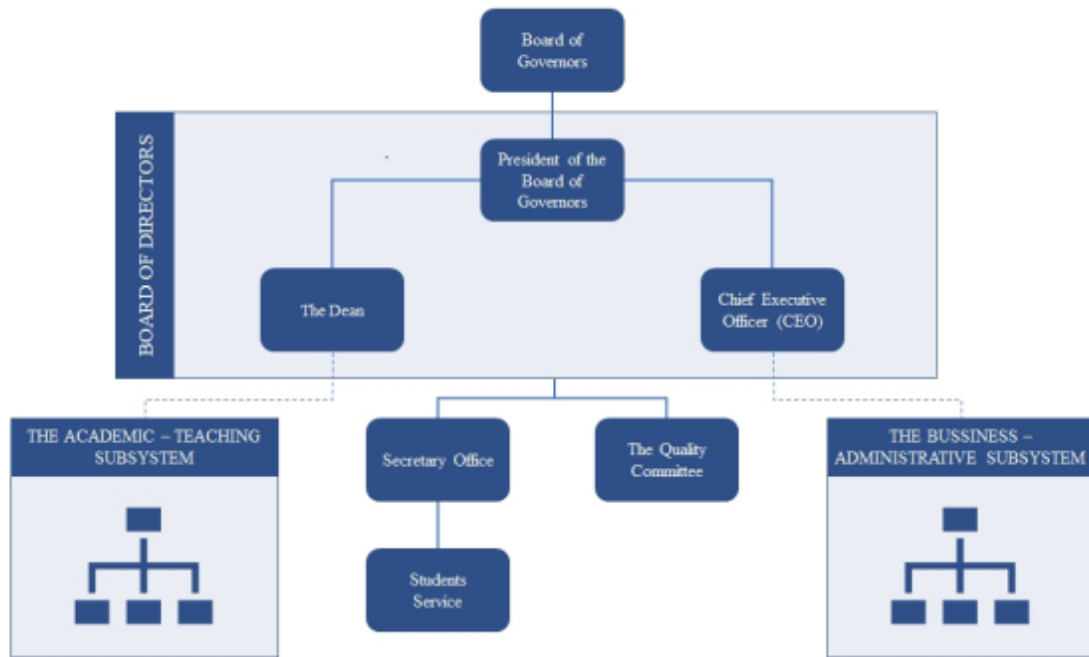 Board of
Governors
BOARD OF DIRECTORS
President of the
Board of
Governors
The Dean
Chief Executive
Officer (CEO)
THE ACADEMIC – TEACHING
SUBSYSTEM
Secretary Office
The Quality
Committee
THE BUSSINESS –
ADMINISTRATIVE SUBSYSTEM
Students
Service